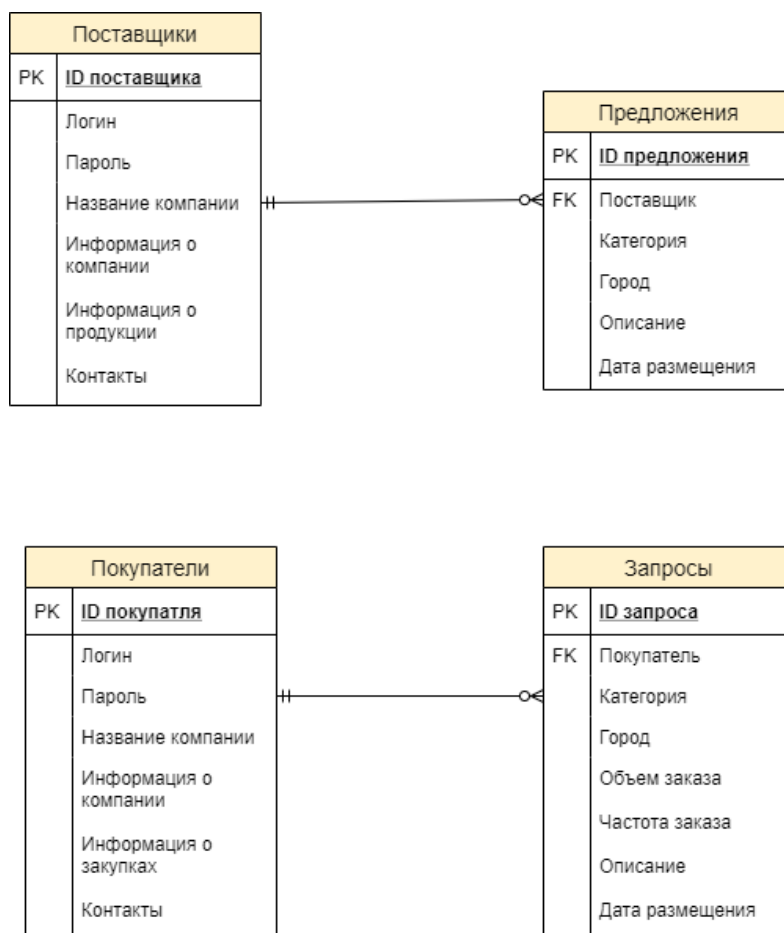 Поставщики
PK ID поставщика
Логин
Пароль
Название компании
Информация о
компании
Информация о
продукции
Контакты
Предложения
PK ID предложения
FK Поставщик
Категория
Город
Описание
Дата размещения
Покупатели
PK ID покупатля
Логин
Пароль
Название компании
Информация о
компании
Информация о
закупках
Контакты
Запросы
PK ID запроса
FK Покупатель
Категория
Город
Объем заказа
Частота заказа
Описание
Дата размещения